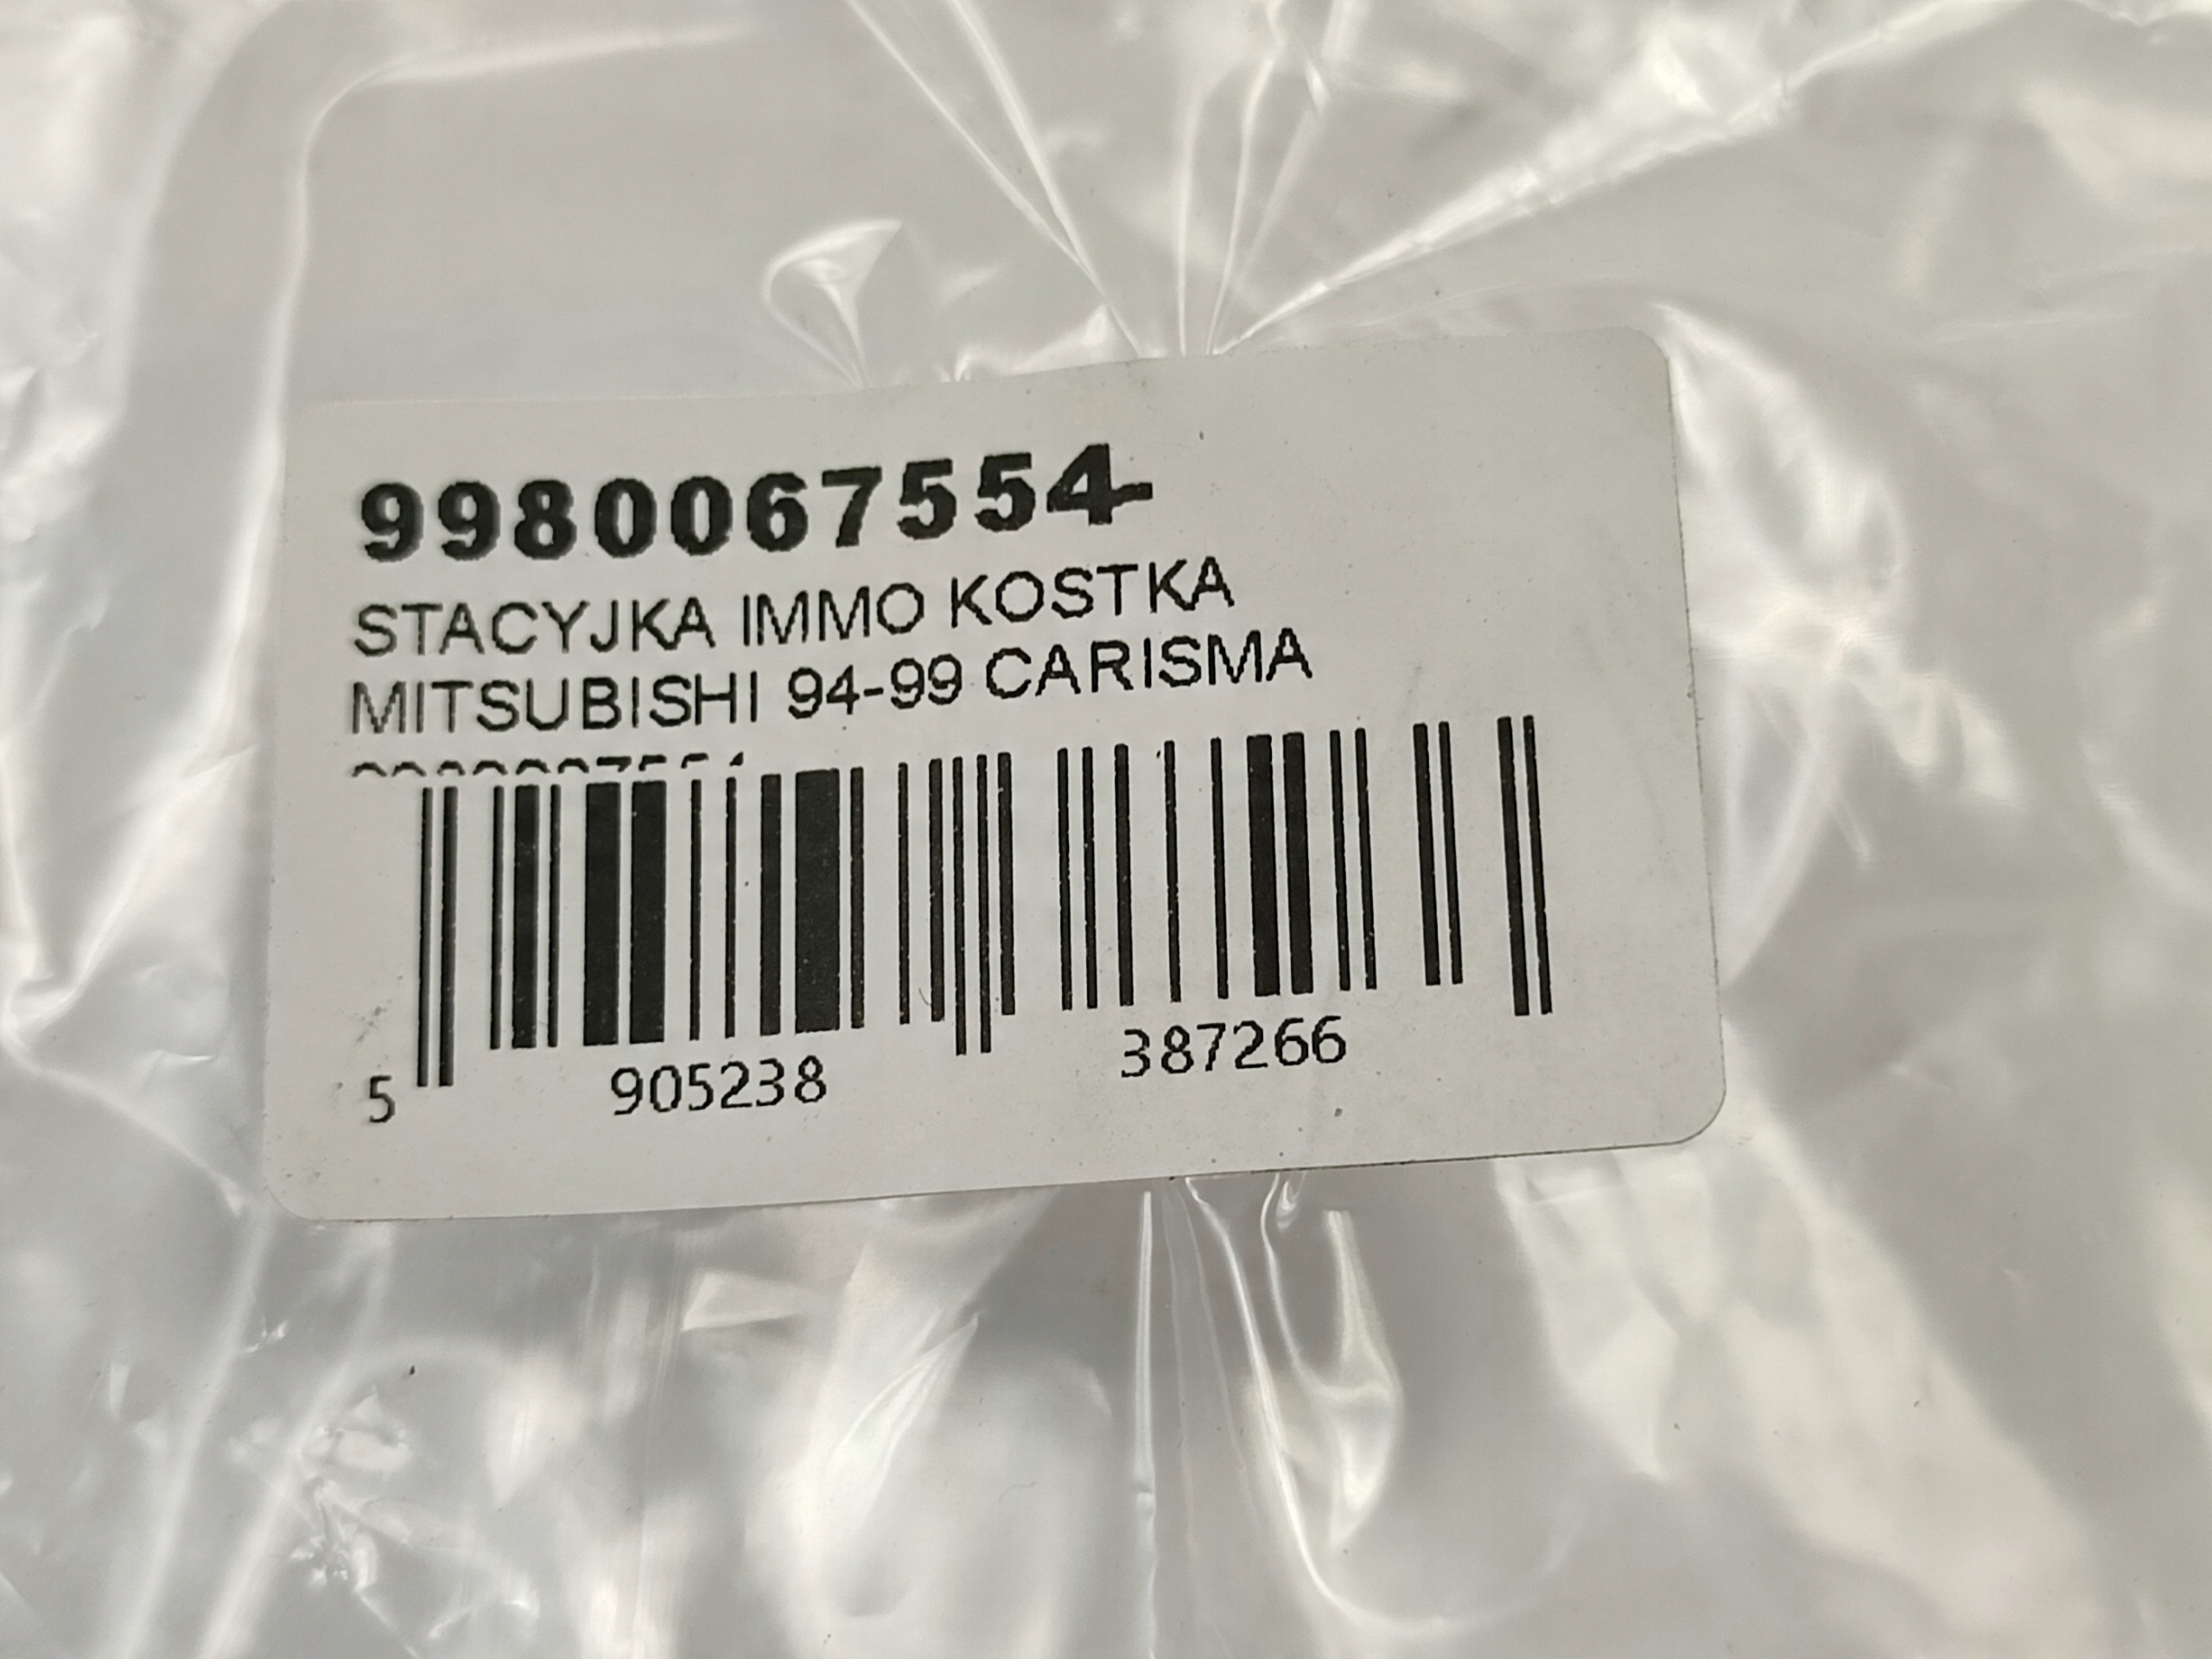 9980067554-
STACYJKA IMMO KOSTKA
MITSUBISHI 94-99 CARISMA
5 905238 387266